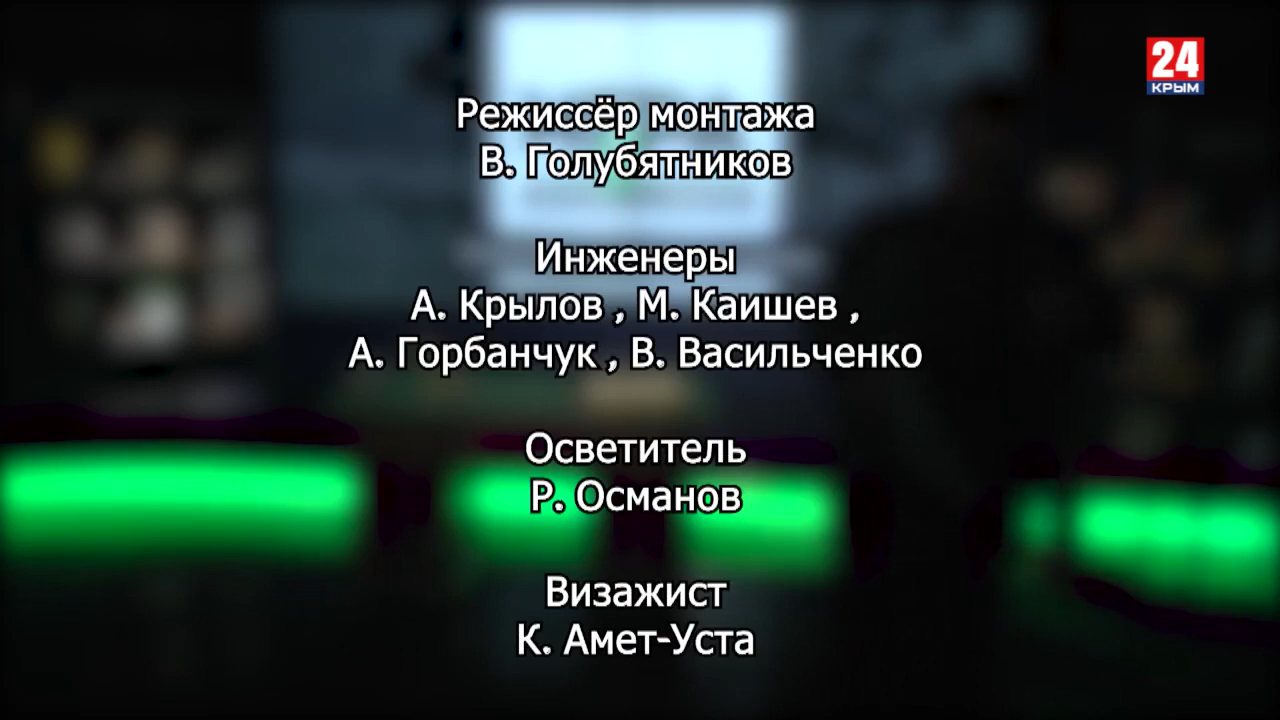 24
КРЫМ
Режиссёр монтажа
В. Голубятников
Инженеры
А. Крылов , М. Каишев ,
А. Горбанчук , В. Васильченко
Осветитель
Р. Османов
Визажист
К. Амет-Уста